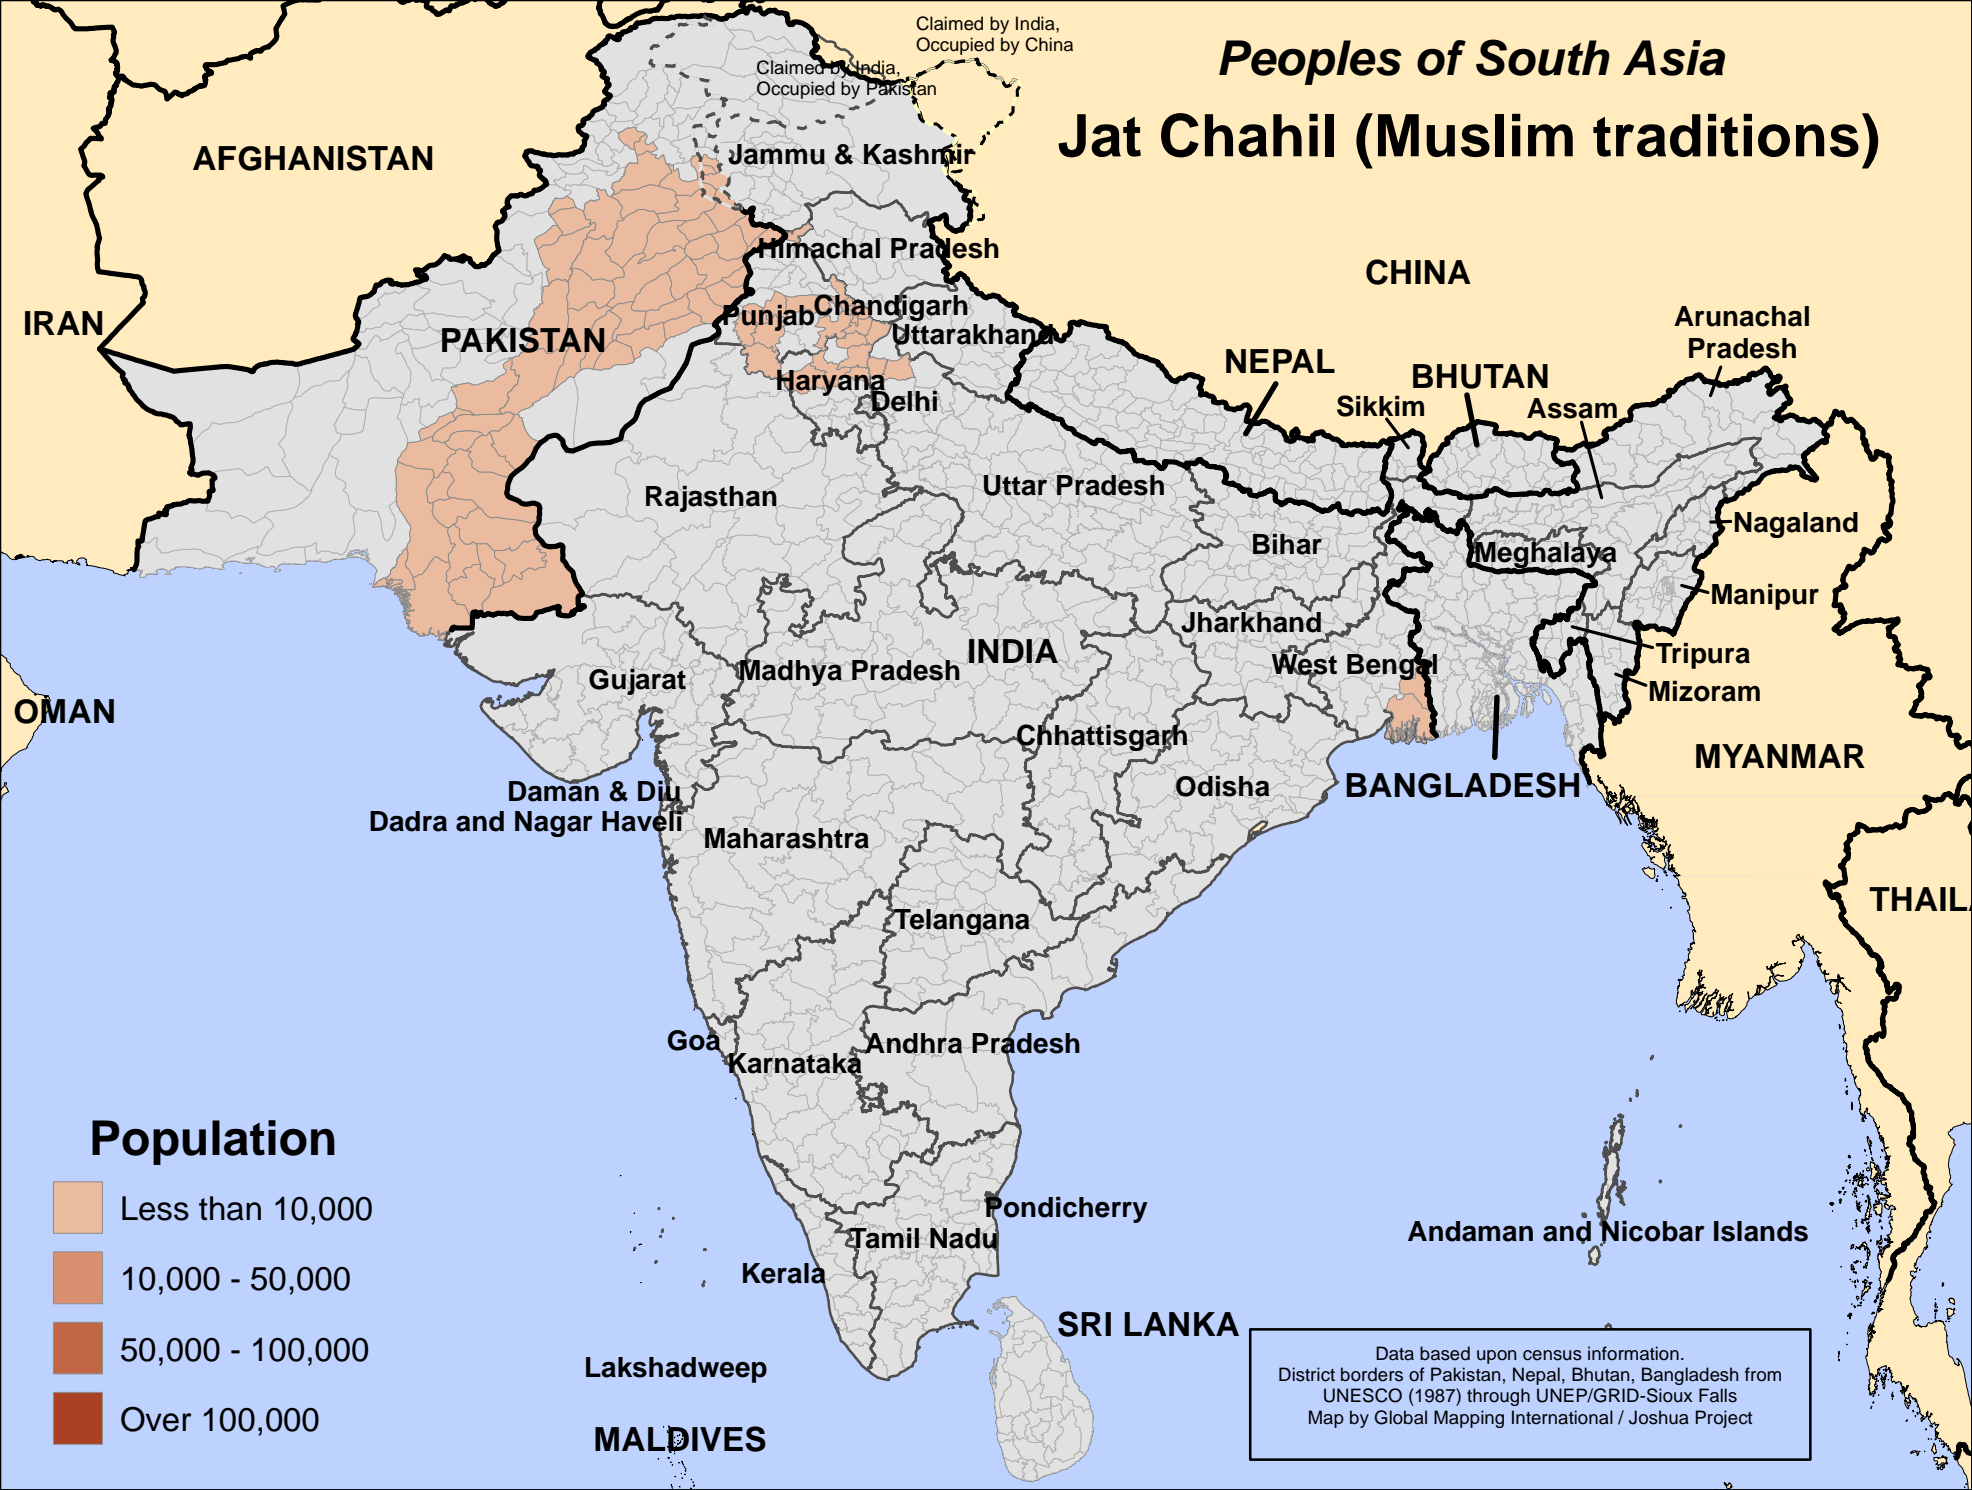 Claimed by India,
Occupied by China
Peoples of South Asia
Claimed by India,
Occupied by Pakistan
Jat Chahil (Muslim traditions)
AFGHANISTAN
Jammu & Kashmir
Himachal Pradesh
CHINA
IRAN
PAKISTAN
Punjab
Chandigarh
Uttarakhand
Arunachal
Pradesh
NEPAL
BHUTAN
Haryana
Delhi
Sikkim
Assam
Rajasthan
Uttar Pradesh
Bihar
Nagaland
Meghalaya
Manipur
Jharkhand
INDIA
Tripura
Gujarat
Madhya Pradesh
West Bengal
Mizoram
OMAN
Chhattisgarh
MYANMAR
Odisha
BANGLADESH
Daman & Diu
Dadra and Nagar Haveli
Maharashtra
THAIL
Telangana
Goa
Karnataka
Andhra Pradesh
Population
Less than 10,000
10,000 - 50,000
50,000 - 100,000
Over 100,000
Pondicherry
Tamil Nadu
Andaman and Nicobar Islands
Kerala
SRI LANKA
Lakshadweep
MALDIVES
Data based upon census information.
District borders of Pakistan, Nepal, Bhutan, Bangladesh from
UNESCO (1987) through UNEP/GRID-Sioux Falls
Map by Global Mapping International / Joshua Project